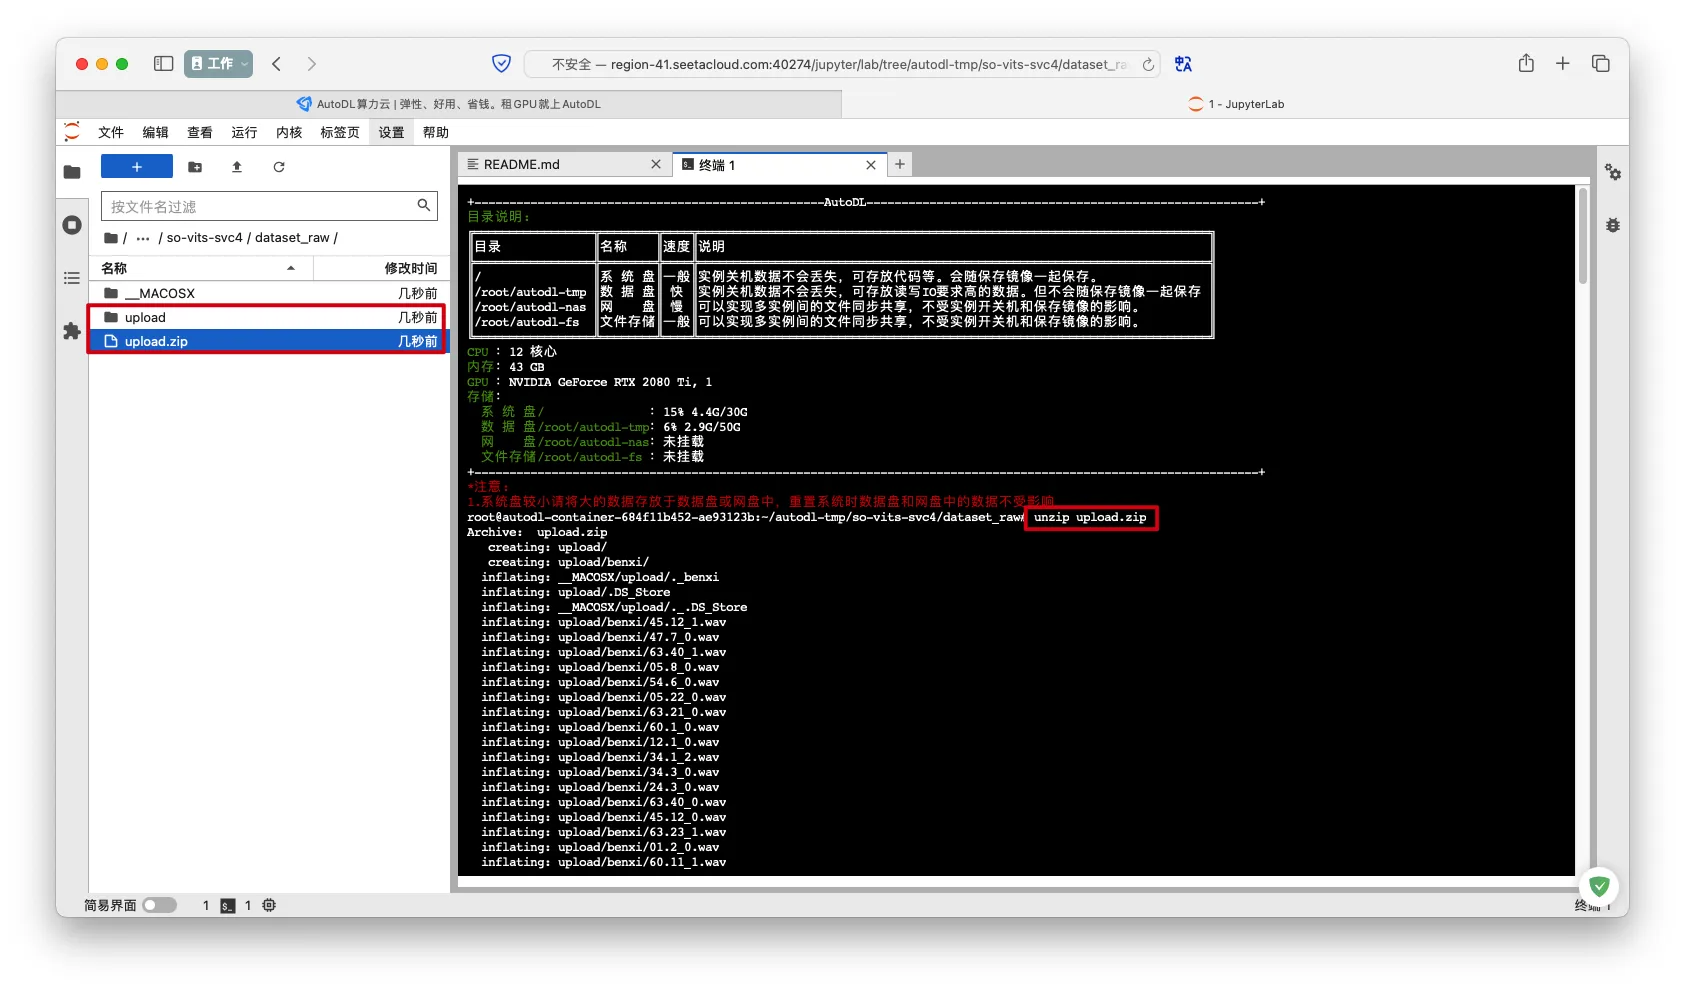 工作
不安全 — region-41.seetacloud.com:40274/jupyter/lab/tree/autodl-tmp/so-vits-svc4/dataset_ra
AutoDL算力云 | 弹性、好用、省钱。租GPU就上AutoDL
1 - JupyterLab
文件 编辑 查看 运行 内核 标签页 设置 帮助
README.md
终端 1
按文件名过滤
/ ··· / so-vits-svc4 / dataset_raw /
名称 修改时间
__MACOSX 几秒前
upload 几秒前
upload.zip 几秒前
AutoDL
目录说明:
目录 名称 速度 说明
/ 系 统 盘 一般 实例关机数据不会丢失，可存放代码等。会随保存镜像一起保存。
/root/autodl-tmp 数 据 盘 快 实例关机数据不会丢失，可存放读写IO要求高的数据。但不会随保存镜像一起保存
/root/autodl-nas 网 盘 慢 可以实现多实例间的文件同步共享，不受实例开关机和保存镜像的影响。
/root/autodl-fs 文件存储 一般 可以实现多实例间的文件同步共享，不受实例开关机和保存镜像的影响。
CPU : 12 核心
内存: 43 GB
GPU : NVIDIA GeForce RTX 2080 Ti, 1
存储:
系 统 盘/ : 15% 4.4G/30G
数 据 盘/root/autodl-tmp: 6% 2.9G/50G
网 盘/root/autodl-nas: 未挂载
文件存储/root/autodl-fs : 未挂载
*注意:
1.系统盘较小请将大的数据存放于数据盘或网盘中，重置系统时数据盘和网盘中的数据不受影响
root@autodl-container-684f11b452-ae93123b:~/autodl-tmp/so-vits-svc4/dataset_raw# unzip upload.zip
Archive: upload.zip
creating: upload/
creating: upload/benxi/
inflating: __MACOSX/upload/._benxi
inflating: upload/.DS_Store
inflating: __MACOSX/upload/._.DS_Store
inflating: upload/benxi/45.12_1.wav
inflating: upload/benxi/47.7_0.wav
inflating: upload/benxi/63.40_1.wav
inflating: upload/benxi/05.8_0.wav
inflating: upload/benxi/54.6_0.wav
inflating: upload/benxi/05.22_0.wav
inflating: upload/benxi/63.21_0.wav
inflating: upload/benxi/60.1_0.wav
inflating: upload/benxi/12.1_0.wav
inflating: upload/benxi/34.1_2.wav
inflating: upload/benxi/34.3_0.wav
inflating: upload/benxi/24.3_0.wav
inflating: upload/benxi/63.40_0.wav
inflating: upload/benxi/45.12_0.wav
inflating: upload/benxi/63.23_1.wav
inflating: upload/benxi/01.2_0.wav
inflating: upload/benxi/60.11_1.wav
简易界面 1 1
终端 1